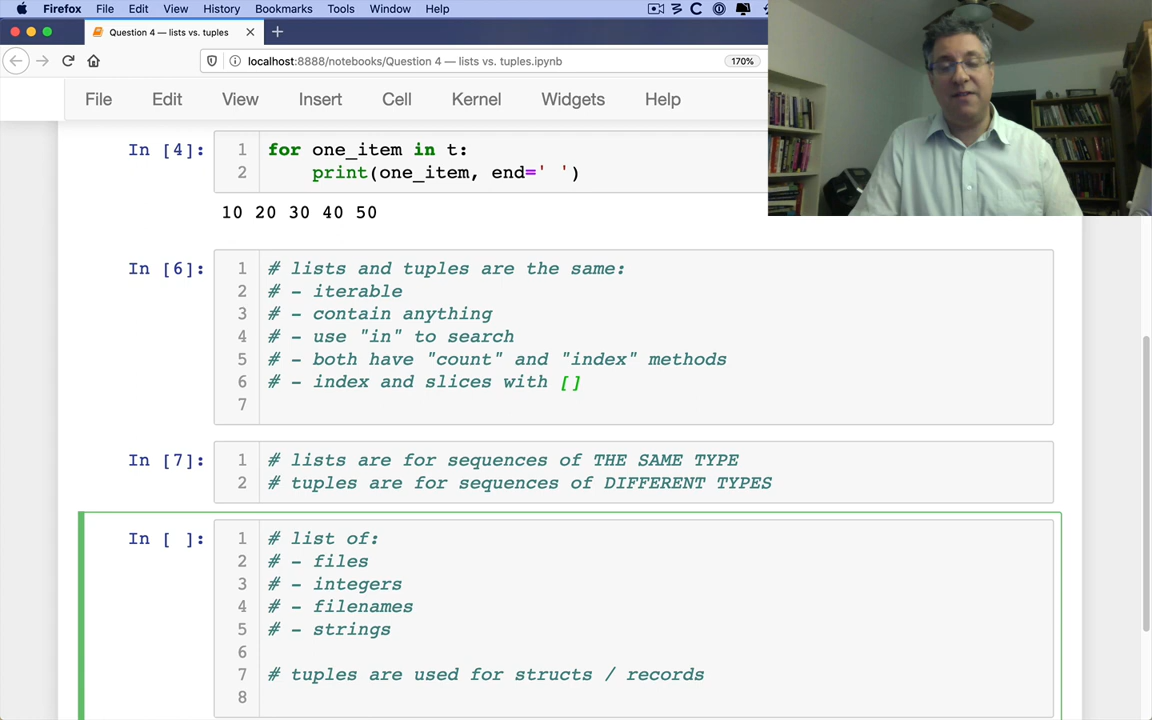 Firefox File Edit View History Bookmarks Tools Window Help
Question 4 — lists vs. tuples
localhost:8888/notebooks/Question 4 — lists vs. tuples.ipynb 170%
File Edit View Insert Cell Kernel Widgets Help
In [4]:
1 for one_item in t:
2 print(one_item, end=' ')
10 20 30 40 50
In [6]:
1 # lists and tuples are the same:
2 # - iterable
3 # - contain anything
4 # - use "in" to search
5 # - both have "count" and "index" methods
6 # - index and slices with []
7
In [7]:
1 # lists are for sequences of THE SAME TYPE
2 # tuples are for sequences of DIFFERENT TYPES
In [ ]:
1 # list of:
2 # - files
3 # - integers
4 # - filenames
5 # - strings
6
7 # tuples are used for structs / records
8